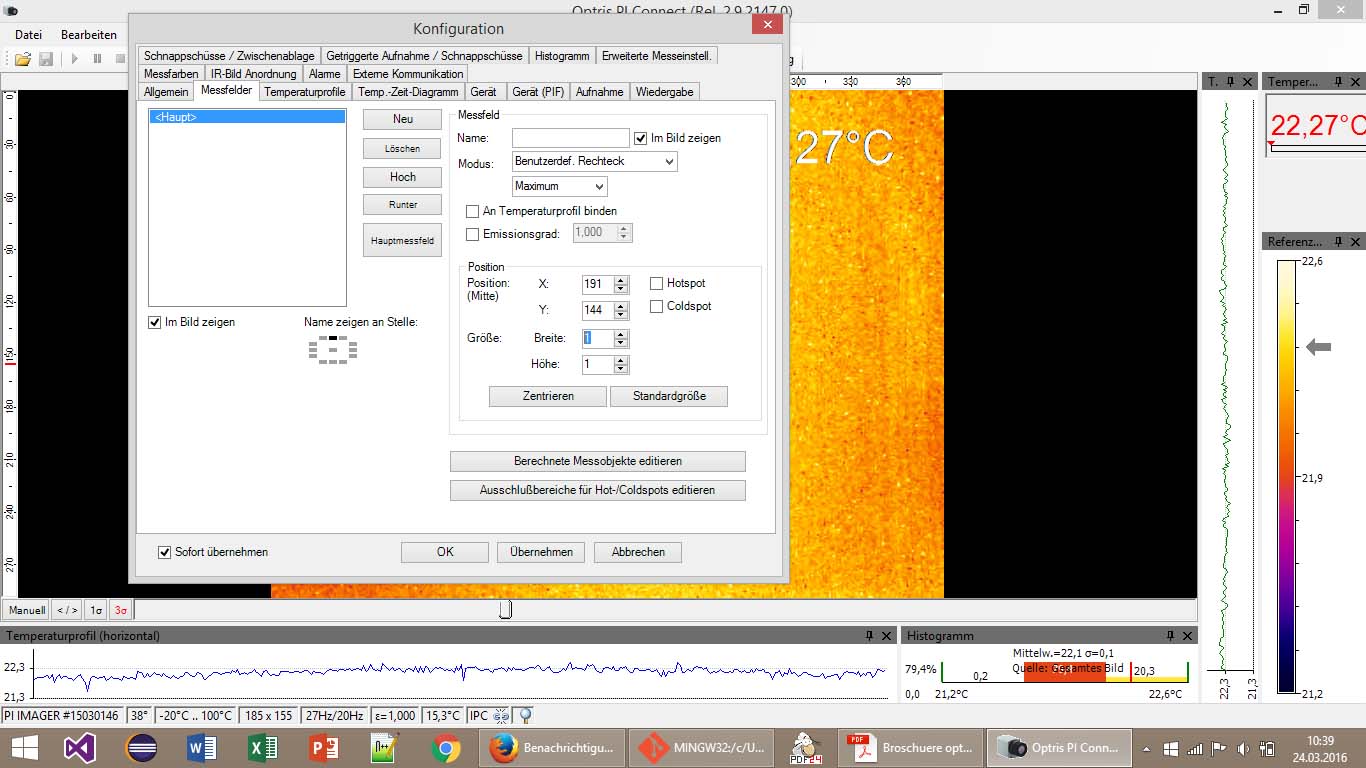 Optris PI Connect (Rel. 2.9.2147.0)
Konfiguration
Datei Bearbeiten
Schnappschüsse / Zwischenablage Getriggerte Aufnahme / Schnappschüsse Histogramm Erweiterte Messeinstell.
Messfarben IR-Bild Anordnung Alarme Externe Kommunikation
Allgemein Messfelder Temperaturprofile Temp.-Zeit-Diagramm Gerät Gerät (PIF) Aufnahme Wiedergabe
<Haupt>
Neu
Löschen
Hoch
Runter
Hauptmessfeld
Im Bild zeigen
Name zeigen an Stelle:
Messfeld
Name: Im Bild zeigen
Modus: Benutzerdef. Rechteck
Maximum
An Temperaturprofil binden
Emissionsgrad: 1,000
Position
Position: (Mitte) X: 191 Hotspot
Y: 144 Coldspot
Größe: Breite: 1
Höhe: 1
Zentrieren Standardgröße
Berechnete Messobjekte editieren
Ausschlußbereiche für Hot-/Coldspots editieren
Sofort übernehmen OK Übernehmen Abbrechen
300 330 360
27°C
0
30
60
90
120
150
180
210
240
270
T.. Temper...
22,27°C
Referenz...
22,6
21,9
21,2
22,3 21,3
Manuell < / > 1σ 3σ
Temperaturprofil (horizontal)
22,3
21,3
Histogramm
Mittelw.=22,1 σ=0,1
Quelle: Gesamtes Bild
79,4% 0,2 20,3
0,0 21,2°C 22,6°C
PI IMAGER #15030146 38° -20°C .. 100°C 185 x 155 27Hz/20Hz ε=1,000 15,3°C IPC
Benachrichtigu... MINGW32:/c/U... PDF24 Broschuere opt... Optris PI Conn...
10:39
24.03.2016